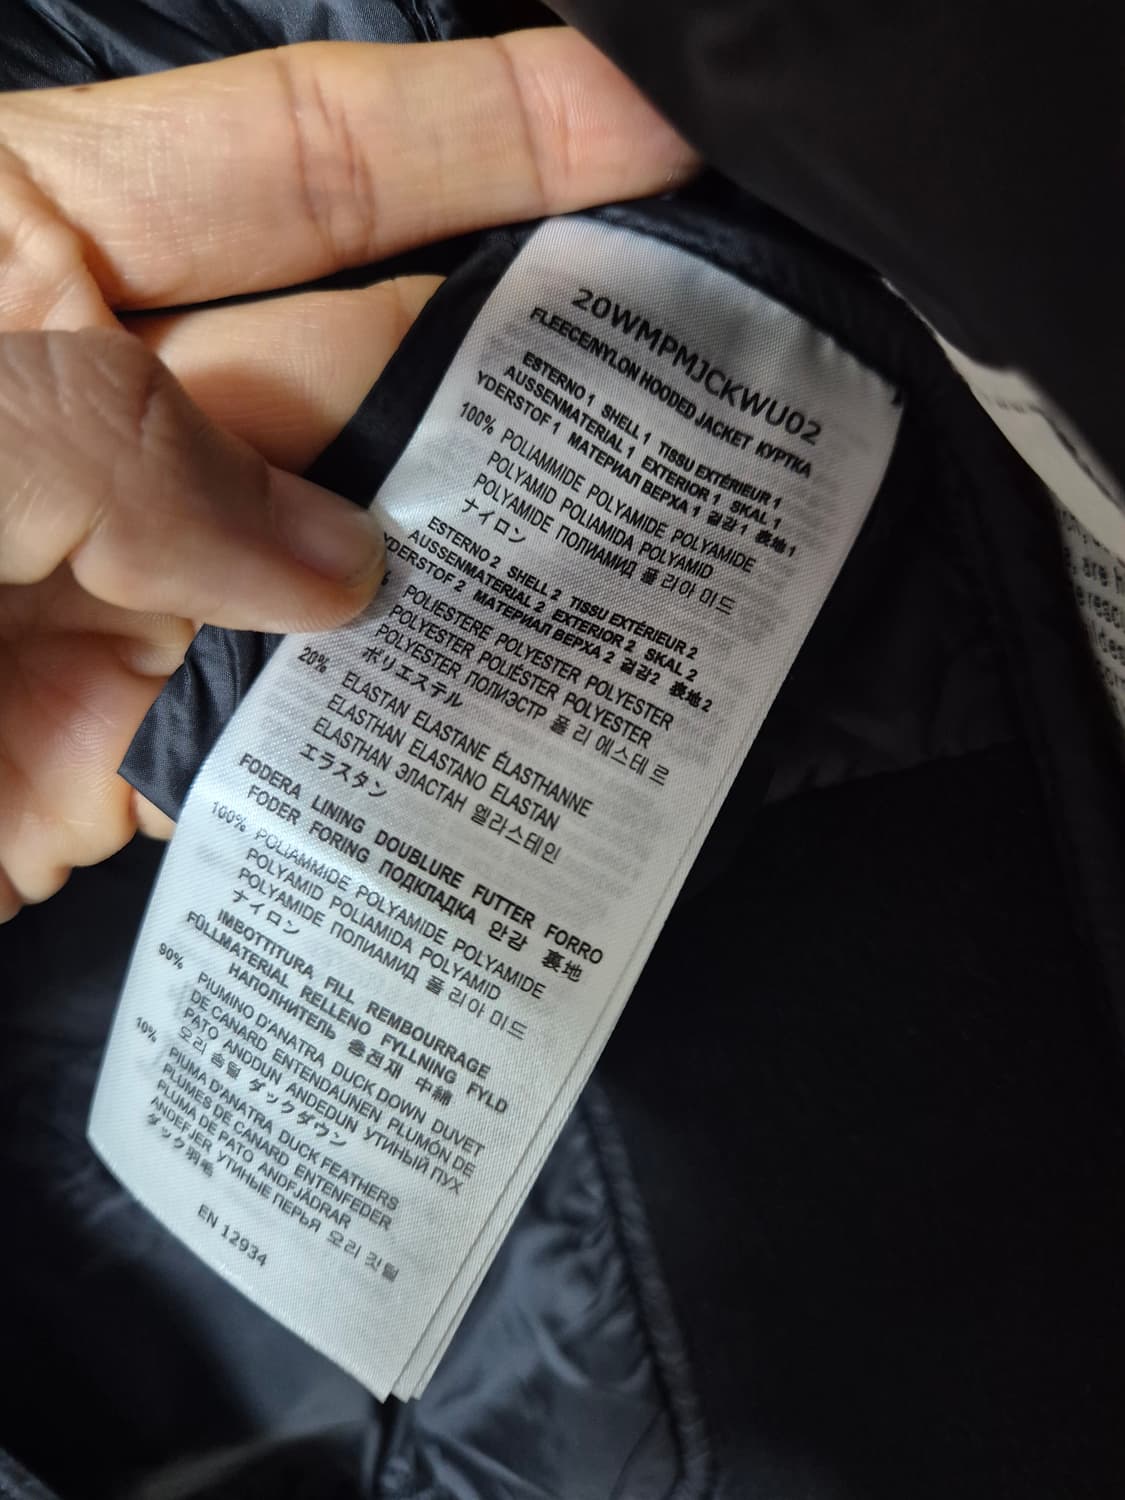 20WMPMJCKWU02
FLEECE/NYLON HOODED JACKET КУРТКА
ESTERNO 1 SHELL 1 TISSU EXTÉRIEUR 1
AUSSENMATERIAL 1 EXTERIOR 1 SKAL 1
YDERSTOF 1 МАТЕРИАЛ ВЕРХА 1 겉감 1 表地 1
100% POLIAMMIDE POLYAMIDE POLYAMIDE
POLYAMID POLIAMIDA POLYAMID
POLYAMIDE ПОЛИАМИД 폴리아미드
ナイロン
ESTERNO 2 SHELL 2 TISSU EXTÉRIEUR 2
AUSSENMATERIAL 2 EXTERIOR 2 SKAL 2
YDERSTOF 2 МАТЕРИАЛ ВЕРХА 2 겉감2 表地 2
% POLIESTERE POLYESTER POLYESTER
POLYESTER POLIÉSTER POLYESTER
POLYESTER ПОЛИЭСТР 폴리에스테르
ポリエステル
20% ELASTAN ELASTANE ÉLASTHANNE
ELASTHAN ELASTANO ELASTAN
ELASTHAN ЭЛАСТАН 엘라스테인
エラスタン
FODERA LINING DOUBLURE FUTTER FORRO
FODER FORING ПОДКЛАДКА 안감 裏地
100% POLIAMMIDE POLYAMIDE POLYAMIDE
POLYAMID POLIAMIDA POLYAMID
POLYAMIDE ПОЛИАМИД 폴리아미드
ナイロン
IMBOTTITURA FILL REMBOURRAGE
FÜLLMATERIAL RELLENO FYLLNING FYLD
НАПОЛНИТЕЛЬ 충전재 中綿
90% PIUMINO D'ANATRA DUCK DOWN DUVET
DE CANARD ENTENDAUNEN PLUMÓN DE
PATO ANDDUN ANDEDUN УТИНЫЙ ПУХ
오리 솜털 ダックダウン
10% PIUMA D'ANATRA DUCK FEATHERS
PLUMES DE CANARD ENTENFEDER
PLUMA DE PATO ANDFJÄDRAR
ANDEFJER УТИНЫЕ ПЕРЬЯ 오리 깃털
ダック羽毛
EN 12934